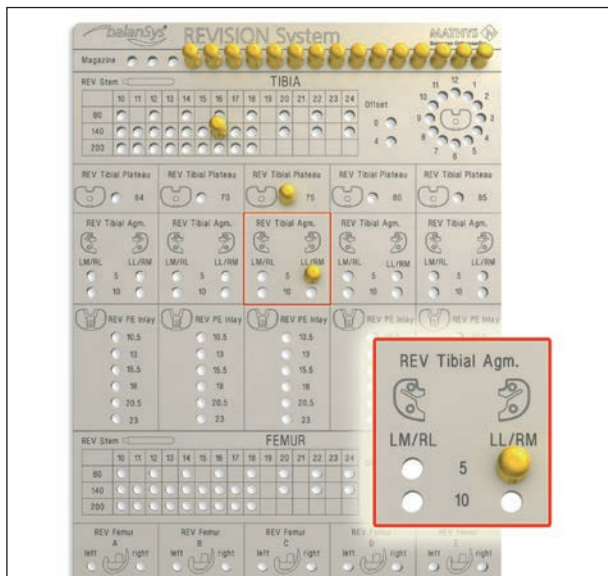 balanSys REVISION System MATHYS
European Orthopaedics
Magazine
REV Stem TIBIA
10 11 12 13 14 15 16 17 18 19 20 21 22 23 24 Offset
80 0
140 4
200
12 1 2 3 4 5 6 7 8 9 10 11
REV Tibial Plateau REV Tibial Plateau REV Tibial Plateau REV Tibial Plateau REV Tibial Plateau
64 70 75 80 85
REV Tibial Agm. REV Tibial Agm. REV Tibial Agm. REV Tibial Agm. REV Tibial Agm.
LM/RL LL/RM LM/RL LL/RM LM/RL LL/RM LM/RL LL/RM LM/RL LL/RM
5 5 5 5 5
10 10 10 10 10
REV PE Inlay REV PE Inlay REV PE Inlay
10.5 10.5 10.5
13 13 13
15.5 15.5 15.5
18 18 18
20.5 20.5 20.5
23 23 23
REV Tibial Agm.
LM/RL LL/RM
5
10
REV Stem FEMUR
10 11 12 13 14 15 16 17 18 19 20 21 22 23 24
80
140
200
REV Femur REV Femur REV Femur REV Femur
A B C D
left right left right left right left right left right